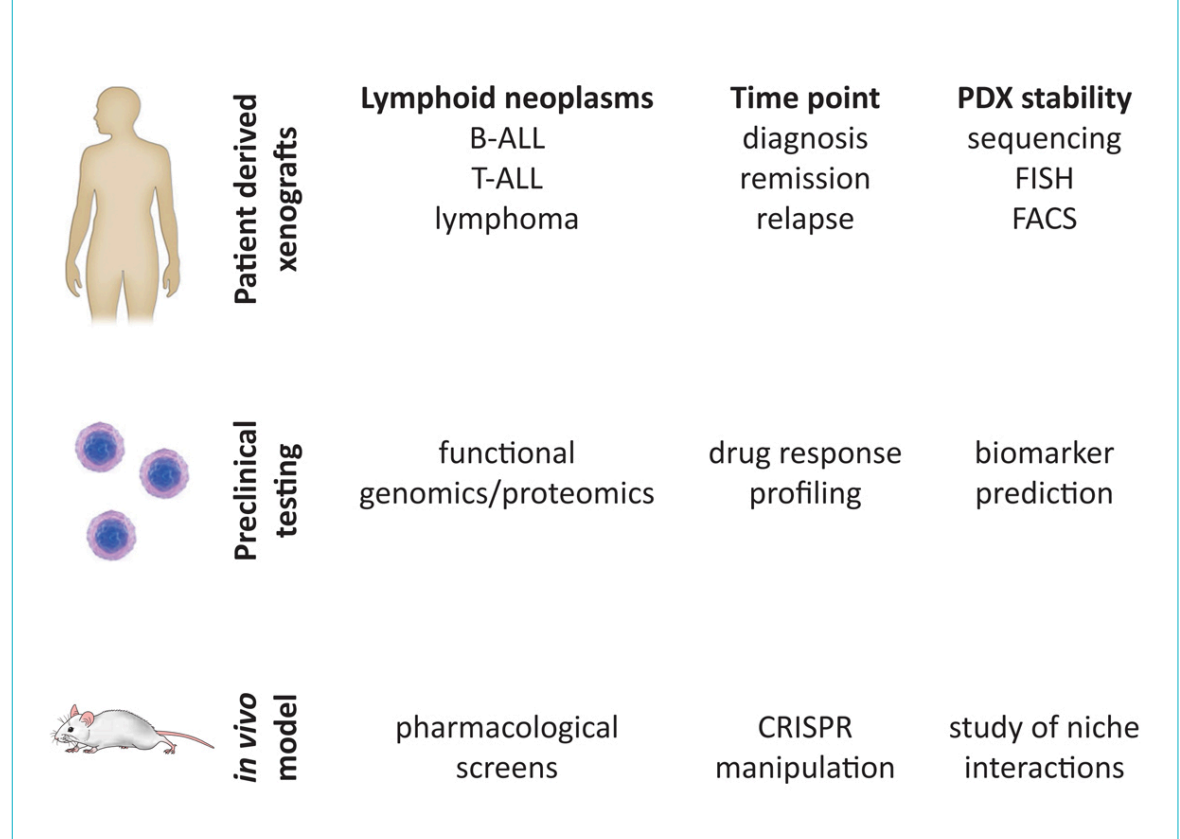 Patient derived
xenografts
Lymphoid neoplasms
B-ALL
T-ALL
lymphoma
Time point
diagnosis
remission
relapse
PDX stability
sequencing
FISH
FACS
Preclinical
testing
functional
genomics/proteomics
drug response
profiling
biomarker
prediction
in vivo
model
pharmacological
screens
CRISPR
manipulation
study of niche
interactions